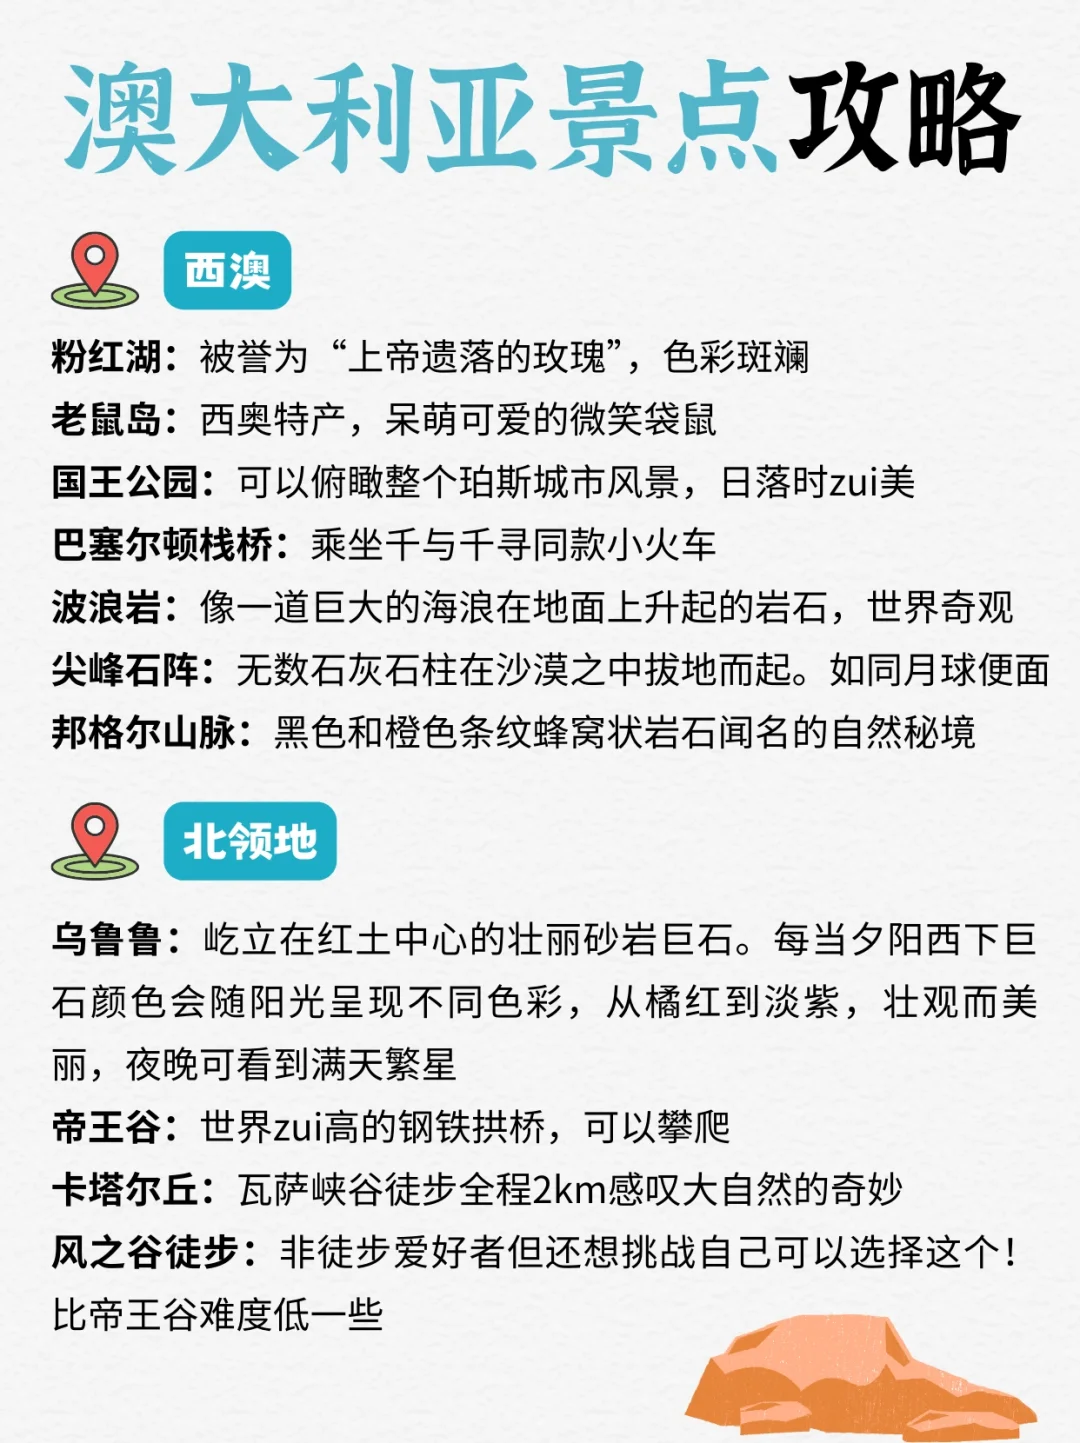 澳大利亚景点攻略
西澳
粉红湖：被誉为“上帝遗落的玫瑰”，色彩斑斓
老鼠岛：西奥特产，呆萌可爱的微笑袋鼠
国王公园：可以俯瞰整个珀斯城市风景，日落时zui美
巴塞尔顿栈桥：乘坐千与千寻同款小火车
波浪岩：像一道巨大的海浪在地面上升起的岩石，世界奇观
尖峰石阵：无数石灰石柱在沙漠之中拔地而起。如同月球便面
邦格尔山脉：黑色和橙色条纹蜂窝状岩石闻名的自然秘境
北领地
乌鲁鲁：屹立在红土中心的壮丽砂岩巨石。每当夕阳西下巨
石颜色会随阳光呈现不同色彩，从橘红到淡紫，壮观而美
丽，夜晚可看到满天繁星
帝王谷：世界zui高的钢铁拱桥，可以攀爬
卡塔尔丘：瓦萨峡谷徒步全程2km感叹大自然的奇妙
风之谷徒步：非徒步爱好者但还想挑战自己可以选择这个！
比帝王谷难度低一些